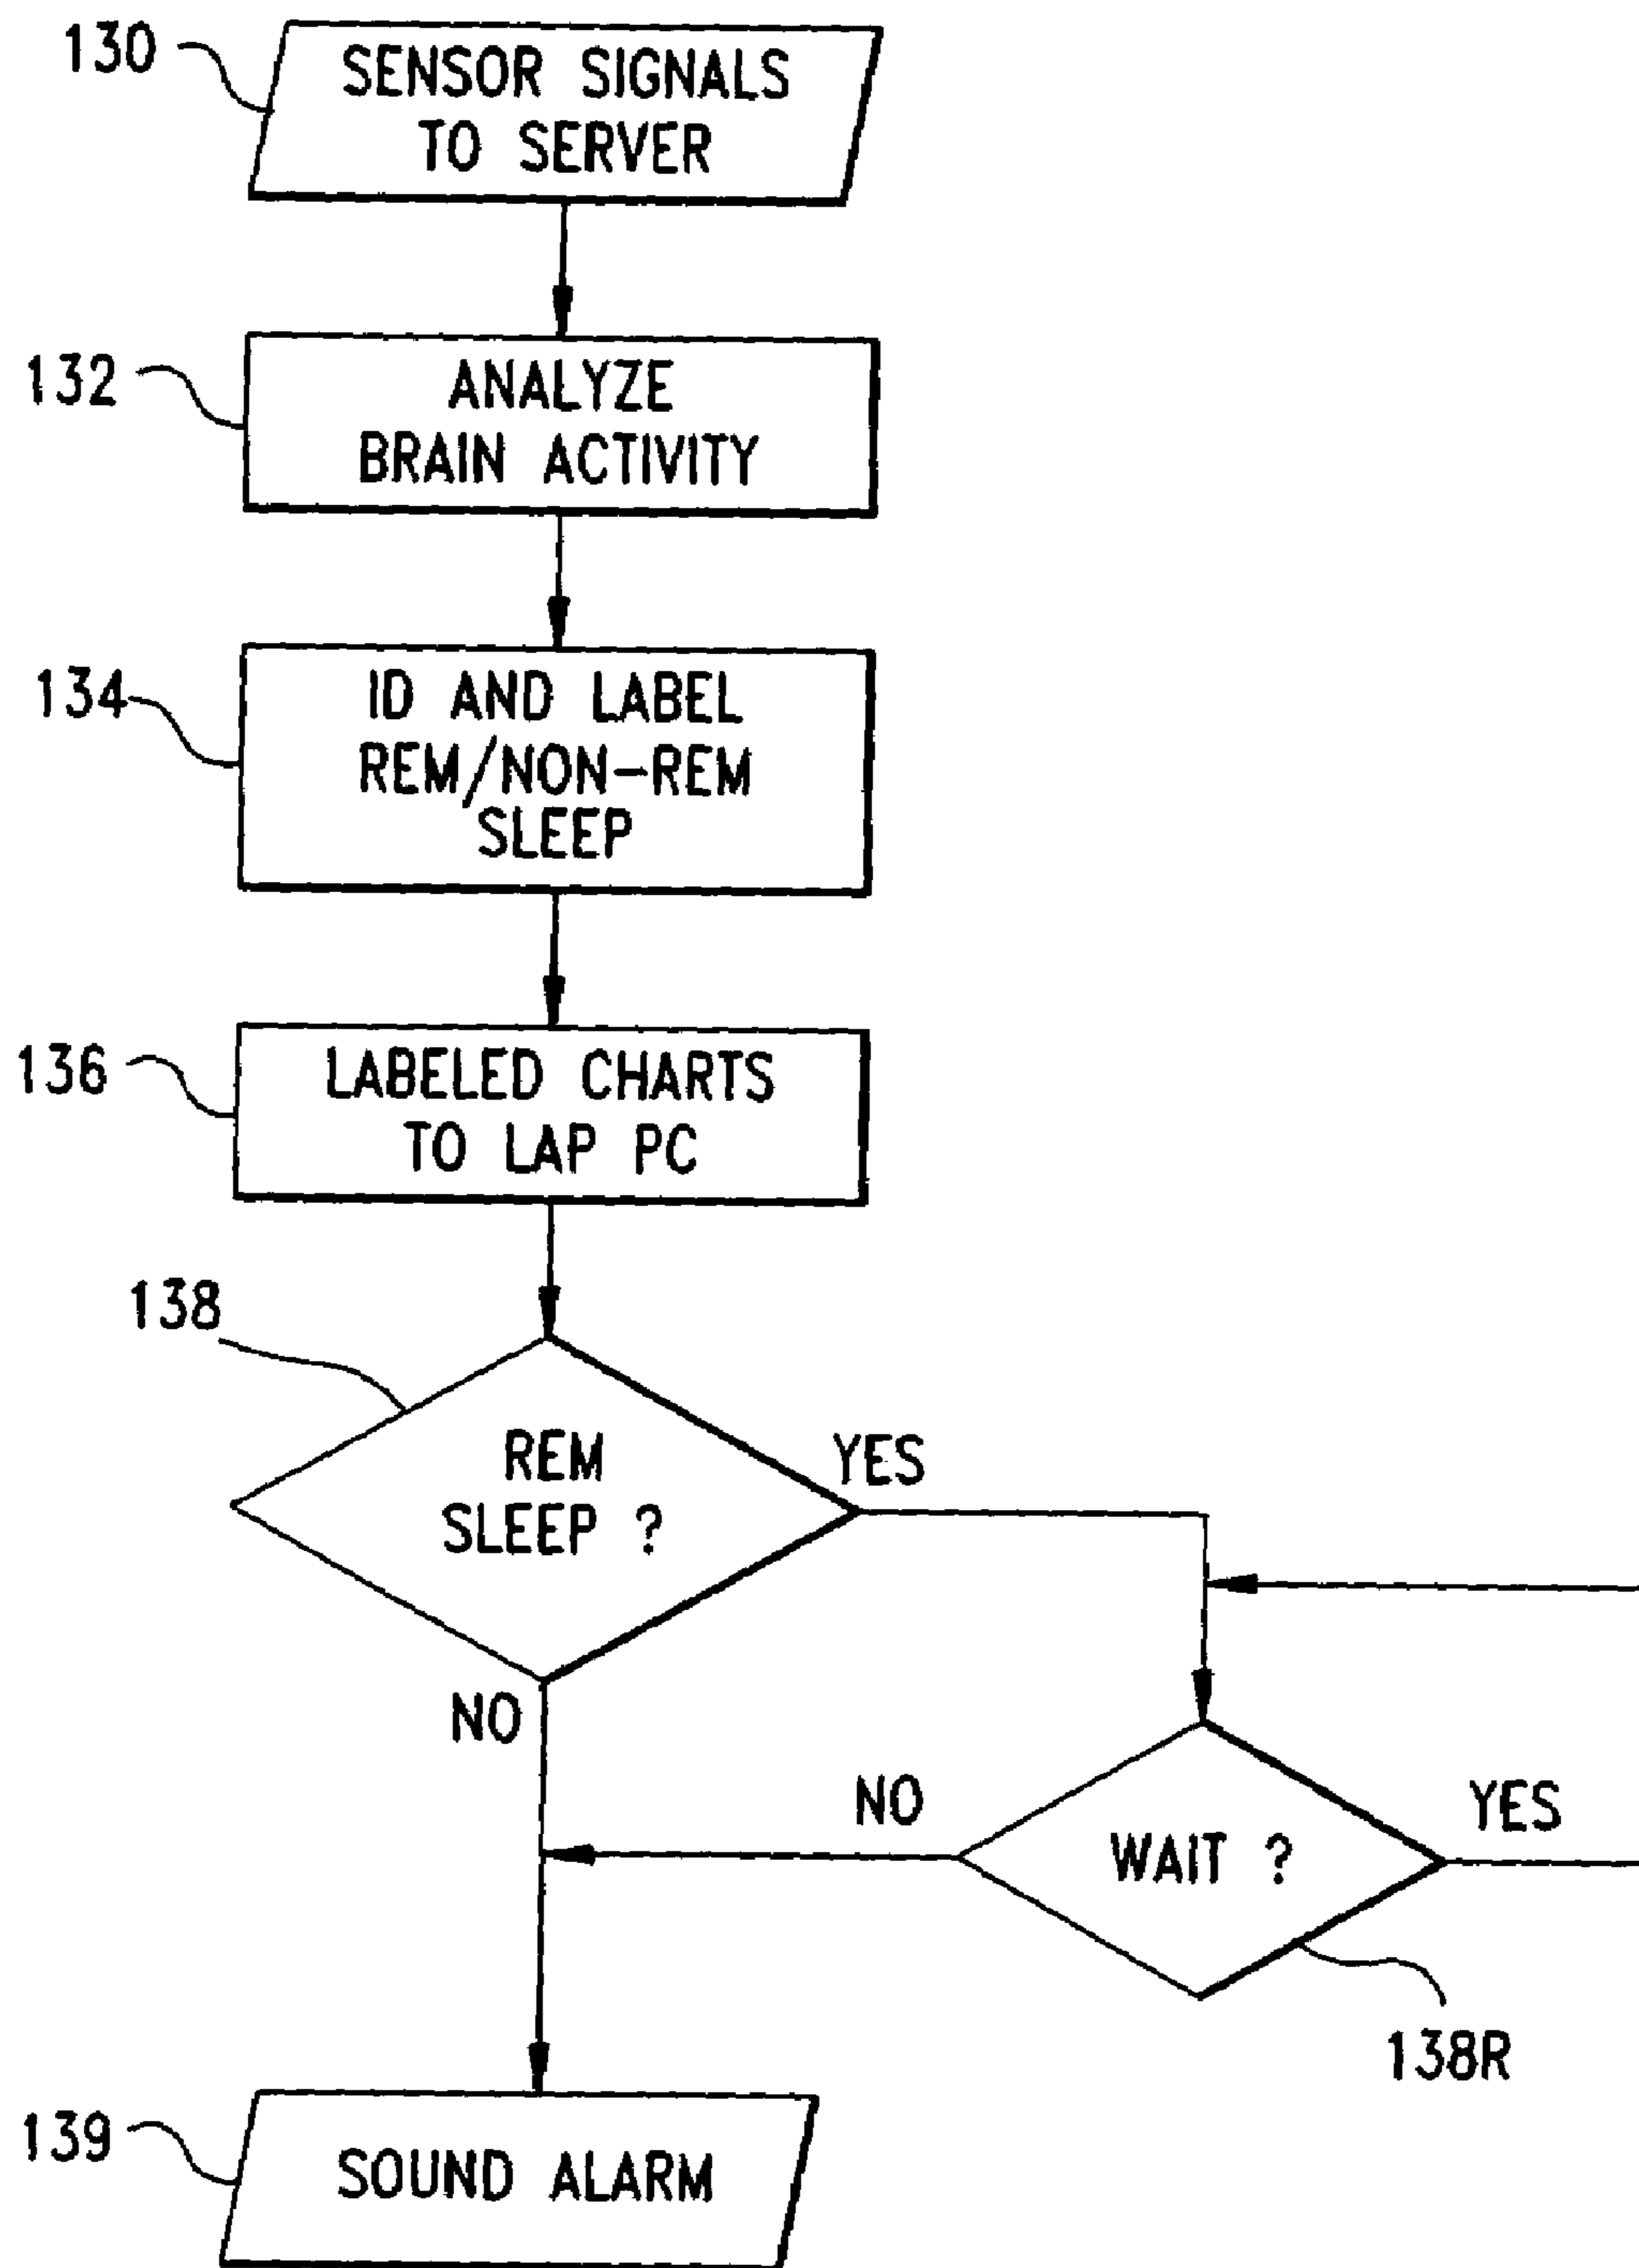 130
SENSOR SIGNALS
TO SERVER
132
ANALYZE
BRAIN ACTIVITY
134
ID AND LABEL
REM/NON-REM
SLEEP
136
LABELED CHARTS
TO LAP PC
138
REM
SLEEP ?
YES
NO
NO
WAIT ?
YES
138R
139
SOUND ALARM